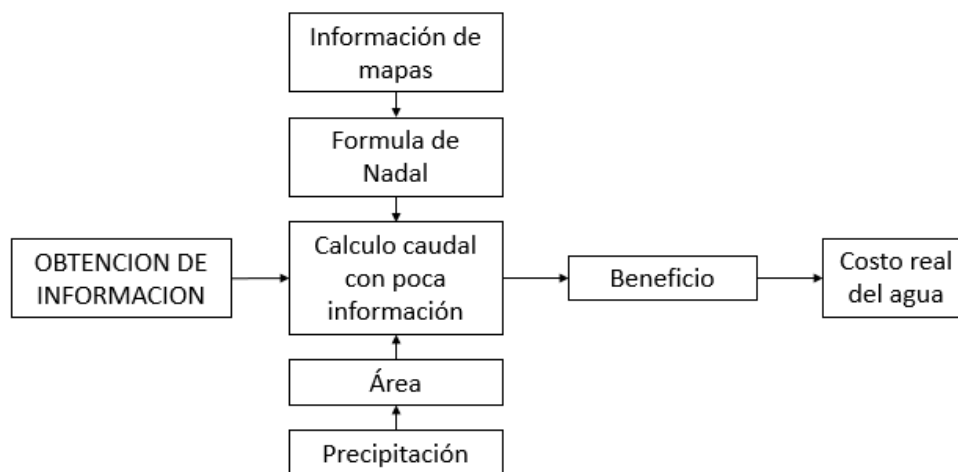 Información de
mapas
Formula de
Nadal
OBTENCION DE
INFORMACION
Calculo caudal
con poca
información
Beneficio
Costo real
del agua
Área
Precipitación